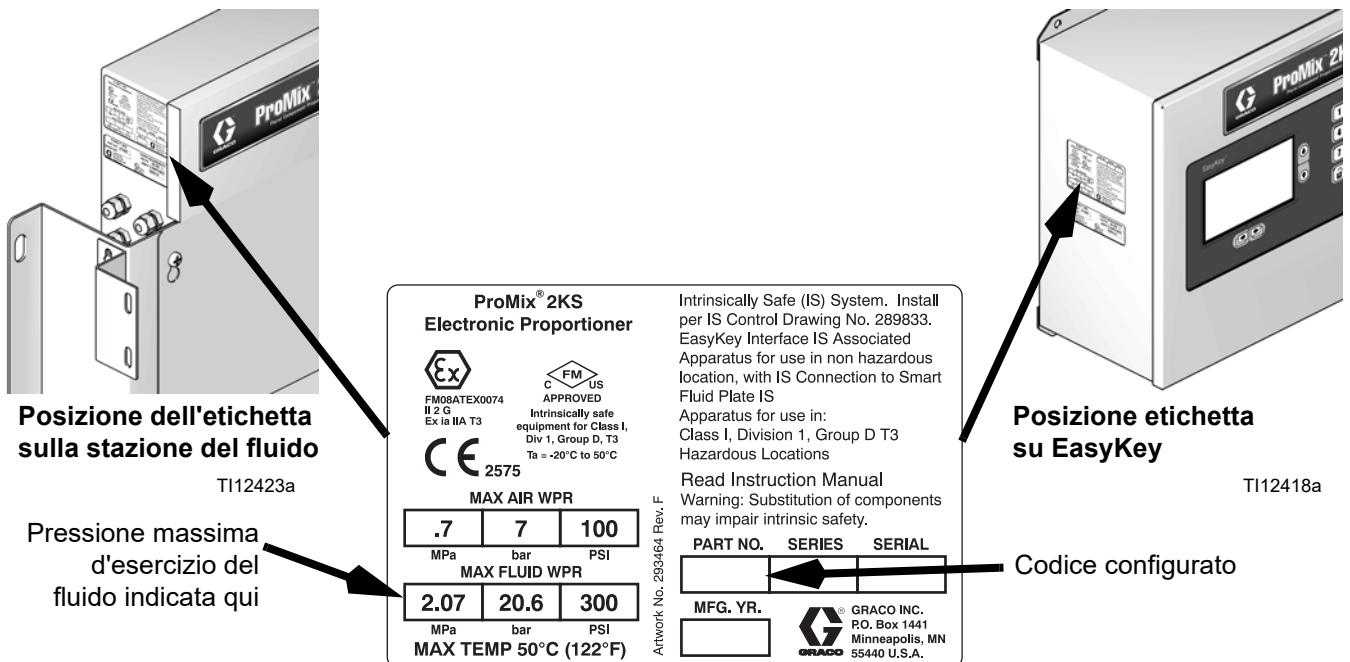 ProMix 2K
GRACO
ProMix™ 2K
GRACO
EasyKey
Posizione dell'etichetta
sulla stazione del fluido
TI12423a
Pressione massima
d'esercizio del
fluido indicata qui
ProMix® 2KS
Electronic Proportioner
Ex
FM08ATEX0074
II 2 G
Ex ia IIA T3
CE 2575
C FM US
APPROVED
Intrinsically safe
equipment for Class I,
Div 1, Group D, T3
Ta = -20°C to 50°C
MAX AIR WPR
.7 7 100
MPa bar PSI
MAX FLUID WPR
2.07 20.6 300
MPa bar PSI
MAX TEMP 50°C (122°F)
Artwork No. 293464 Rev. F
Intrinsically Safe (IS) System. Install
per IS Control Drawing No. 289833.
EasyKey Interface IS Associated
Apparatus for use in non hazardous
location, with IS Connection to Smart
Fluid Plate IS
Apparatus for use in:
Class I, Division 1, Group D T3
Hazardous Locations
Read Instruction Manual
Warning: Substitution of components
may impair intrinsic safety.
PART NO. SERIES SERIAL
MFG. YR.
GRACO ®
GRACO INC.
P.O. Box 1441
Minneapolis, MN
55440 U.S.A.
Posizione etichetta
su EasyKey
TI12418a
Codice configurato